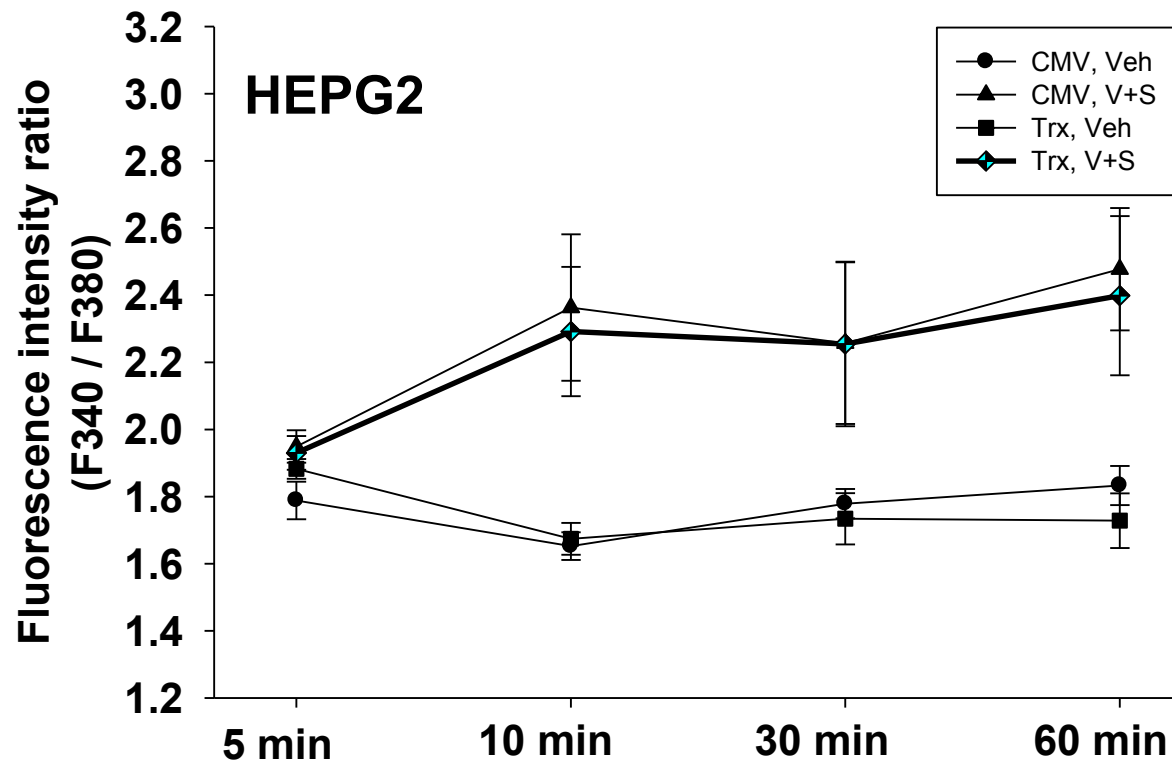 Fluorescence intensity ratio
(F340 / F380)
3.2
3.0
2.8
2.6
2.4
2.2
2.0
1.8
1.6
1.4
1.2
HEPG2
CMV, Veh
CMV, V+S
Trx, Veh
Trx, V+S
5 min
10 min
30 min
60 min